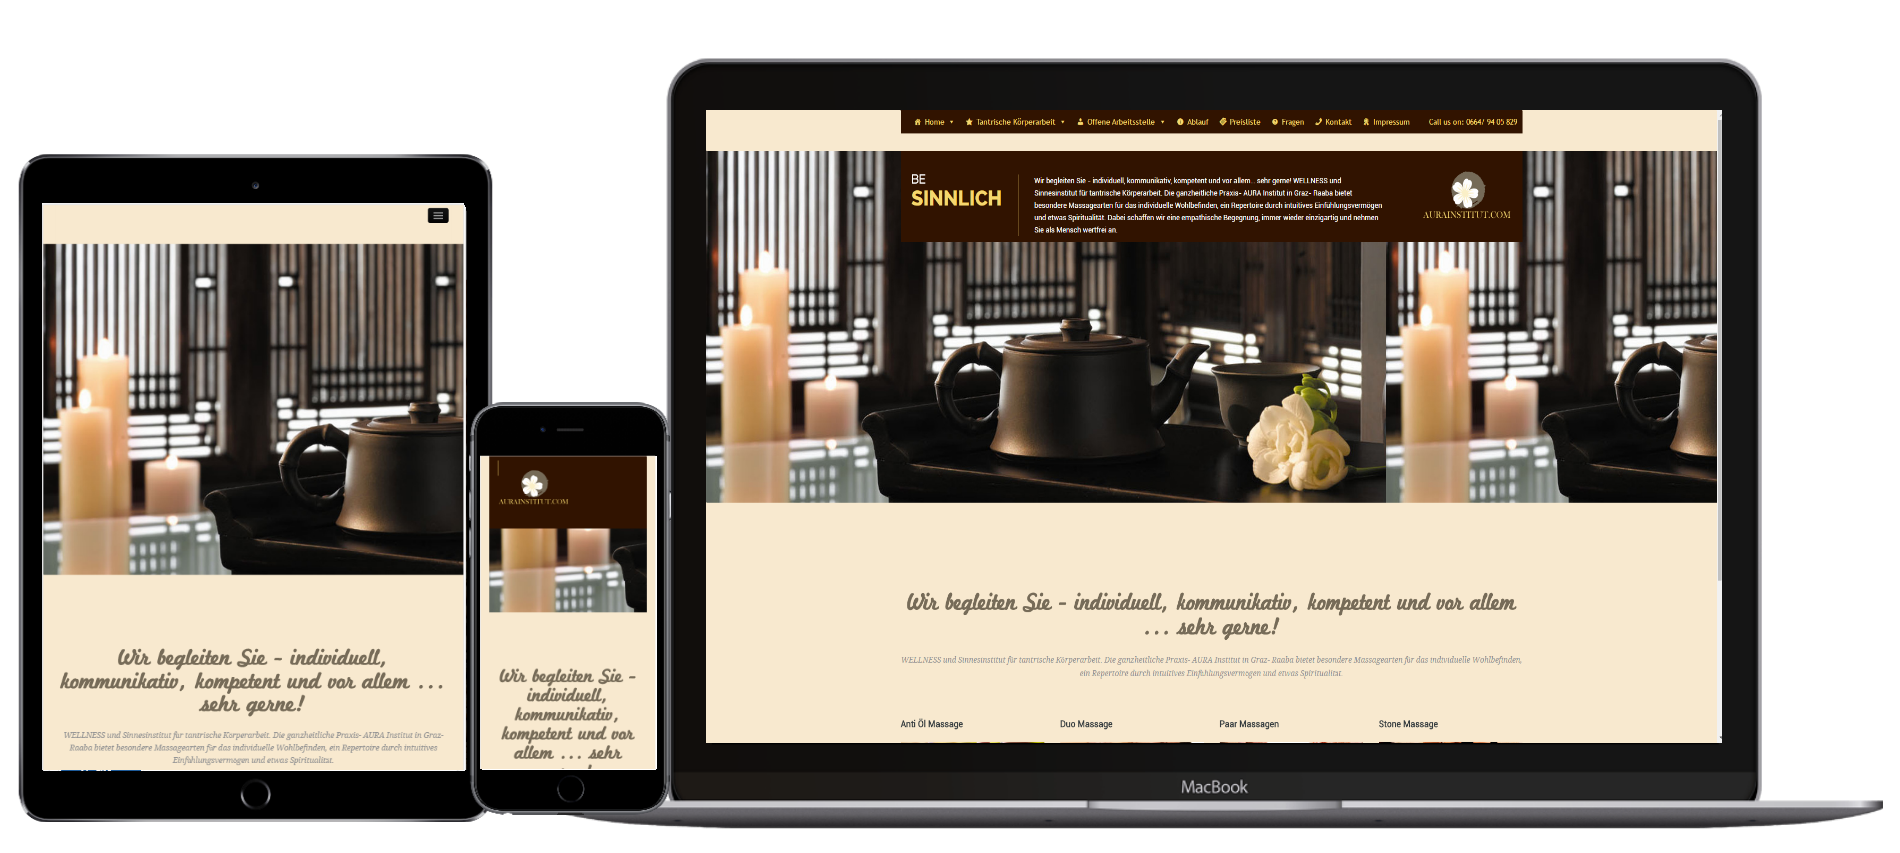 Home
Tantrische Körperarbeit
Offene Arbeitsstelle
Ablauf
Preisliste
Fragen
Kontakt
Impressum
Call us on: 0664/ 94 05 829
BE
SINNLICH
Wir begleiten Sie - individuell, kommunikativ, kompetent und vor allem... sehr gerne! WELLNESS und
Sinnesinstitut für tantrische Körperarbeit. Die ganzheitliche Praxis- AURA Institut in Graz- Raaba bietet
besondere Massagearten für das individuelle Wohlbefinden, ein Repertoire durch intuitives Einfühlungsvermögen
und etwas Spiritualität. Dabei schaffen wir eine empathische Begegnung, immer wieder einzigartig und nehmen
Sie als Mensch wertfrei an.
AURAINSTITUT.COM
Wir begleiten Sie - individuell, kommunikativ, kompetent und vor allem
... sehr gerne!
WELLNESS und Sinnesinstitut für tantrische Körperarbeit. Die ganzheitliche Praxis- AURA Institut in Graz- Raaba bietet besondere Massagearten für das individuelle Wohlbefinden,
ein Repertoire durch intuitives Einfühlungsvermögen und etwas Spiritualität.
Anti Öl Massage
Duo Massage
Paar Massagen
Stone Massage
MacBook
Wir begleiten Sie - individuell,
kommunikativ, kompetent und vor allem ...
sehr gerne!
WELLNESS und Sinnesinstitut für tantrische Körperarbeit. Die ganzheitliche Praxis- AURA Institut in Graz-
Raaba bietet besondere Massagearten für das individuelle Wohlbefinden, ein Repertoire durch intuitives
Einfühlungsvermögen und etwas Spiritualität.
AURAINSTITUT.COM
Wir begleiten Sie -
individuell,
kommunikativ,
kompetent und vor
allem ... sehr